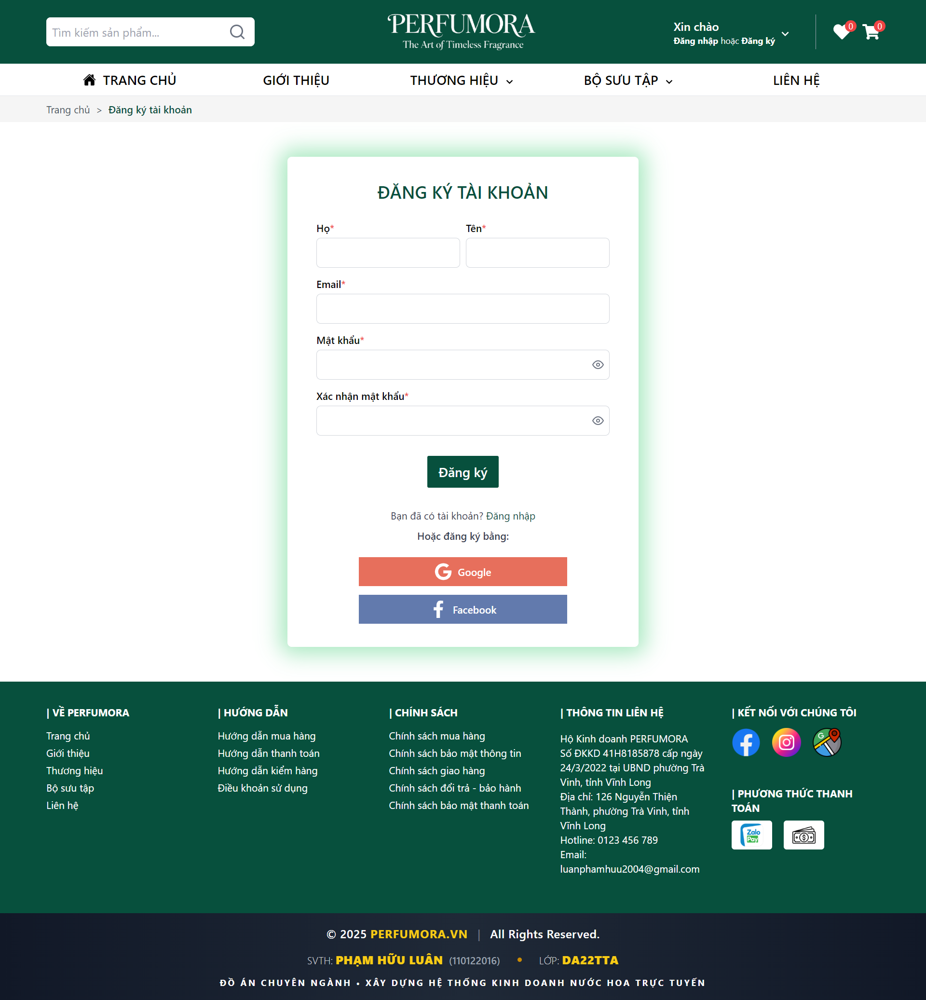 Tìm kiếm sản phẩm...
PERFUMORA
The Art of Timeless Fragrance
Xin chào
Đăng nhập hoặc Đăng ký
0
0
TRANG CHỦ
GIỚI THIỆU
THƯƠNG HIỆU
BỘ SƯU TẬP
LIÊN HỆ
Trang chủ > Đăng ký tài khoản
ĐĂNG KÝ TÀI KHOẢN
Họ*
Tên*
Email*
Mật khẩu*
Xác nhận mật khẩu*
Đăng ký
Bạn đã có tài khoản? Đăng nhập
Hoặc đăng ký bằng:
Google
Facebook
| VỀ PERFUMORA
Trang chủ
Giới thiệu
Thương hiệu
Bộ sưu tập
Liên hệ
| HƯỚNG DẪN
Hướng dẫn mua hàng
Hướng dẫn thanh toán
Hướng dẫn kiểm hàng
Điều khoản sử dụng
| CHÍNH SÁCH
Chính sách mua hàng
Chính sách bảo mật thông tin
Chính sách giao hàng
Chính sách đổi trả - bảo hành
Chính sách bảo mật thanh toán
| THÔNG TIN LIÊN HỆ
Hộ Kinh doanh PERFUMORA
Số ĐKKD 41H8185878 cấp ngày
24/3/2022 tại UBND phường Trà
Vinh, tỉnh Vĩnh Long
Địa chỉ: 126 Nguyễn Thiện
Thành, phường Trà Vinh, tỉnh
Vĩnh Long
Hotline: 0123 456 789
Email:
luanphamhuu2004@gmail.com
| KẾT NỐI VỚI CHÚNG TÔI
G
| PHƯƠNG THỨC THANH
TOÁN
Zalo
Pay
© 2025 PERFUMORA.VN | All Rights Reserved.
SVTH: PHẠM HỮU LUÂN (110122016) • LỚP: DA22TTA
ĐỒ ÁN CHUYÊN NGÀNH • XÂY DỰNG HỆ THỐNG KINH DOANH NƯỚC HOA TRỰC TUYẾN